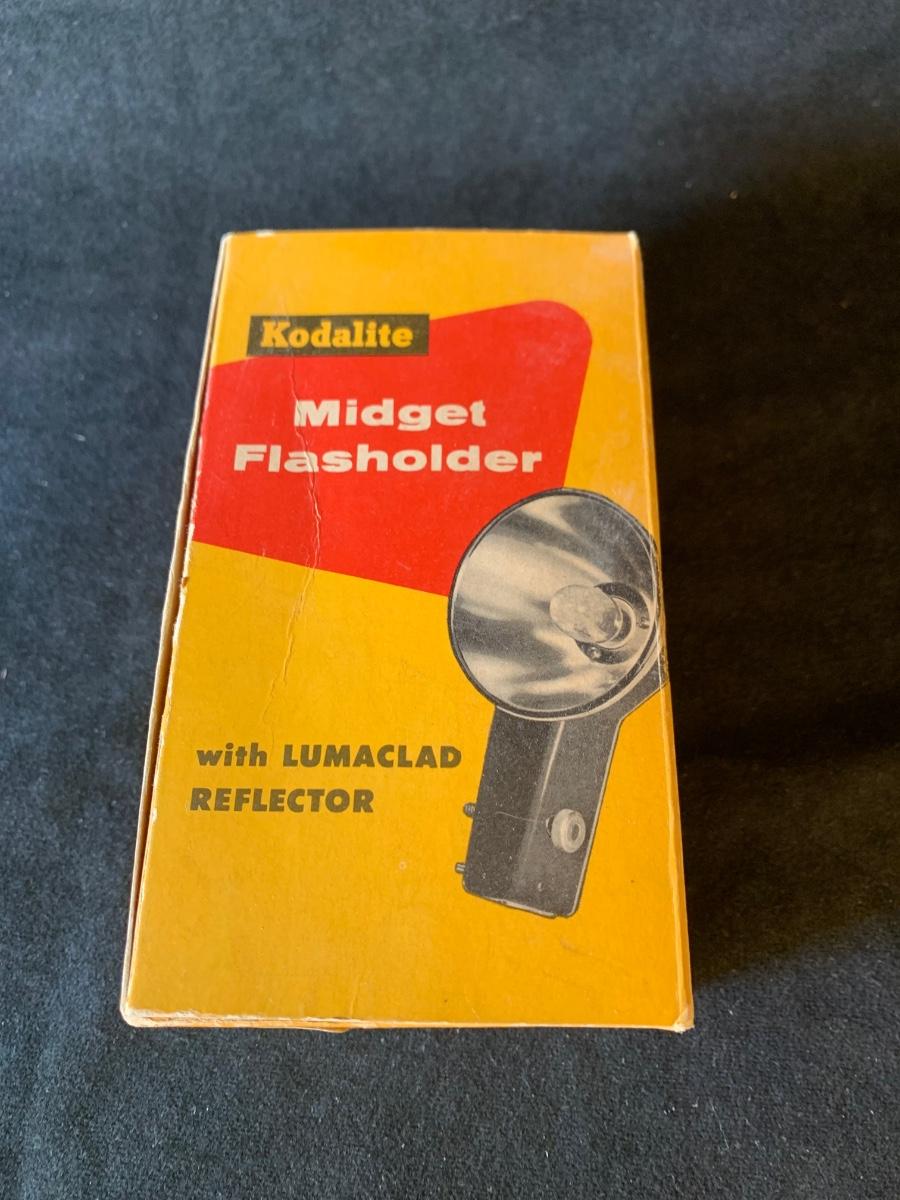 Kodalite
Midget
Flasholder
with LUMACLAD
REFLECTOR